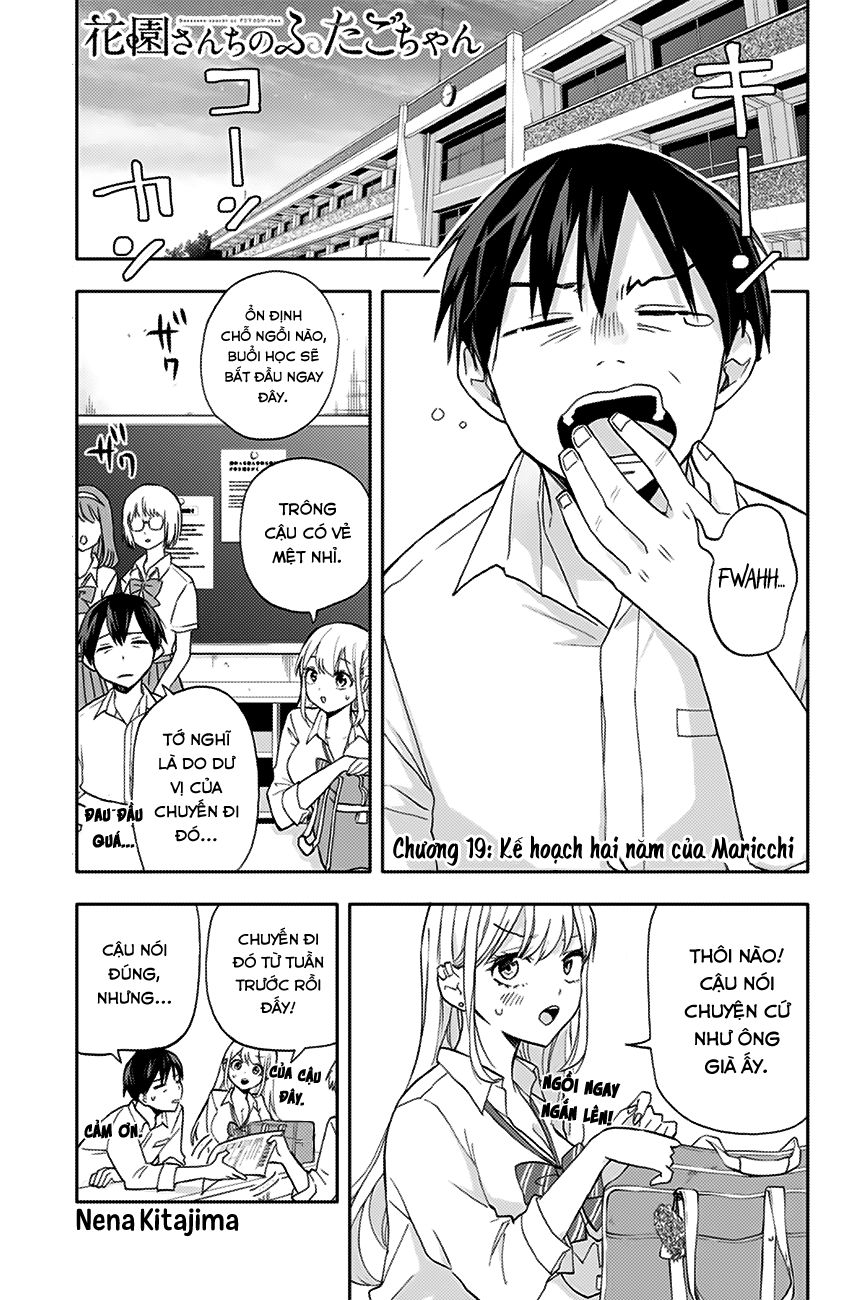 花園さんちのふたごちゃん
キーン
コーン
カン
FWAHH...
Chương 19: Kế hoạch hai năm của Maricchi
ỔN ĐỊNH
CHỖ NGỒI NÀO,
BUỔI HỌC SẼ
BẮT ĐẦU NGAY
ĐÂY.
ザワ
ザワ
TRÔNG
CẬU CÓ VẺ
MỆT NHỈ.
TỚ NGHĨ
LÀ DO DƯ
VỊ CỦA
CHUYẾN ĐI
ĐÓ...
ĐAU ĐẦU
QUÁ...
THÔI NÀO!
CẬU NÓI
CHUYỆN CỨ
NHƯ ÔNG
GIÀ ẤY.
NGỒI NGAY
NGẮN LÊN!
CHUYẾN ĐI
ĐÓ TỪ TUẦN
TRƯỚC RỒI
ĐẤY!
CẬU NÓI
ĐÚNG,
NHƯNG...
CỦA CẬU
ĐÂY.
CẢM ƠN.
Nena Kitajima